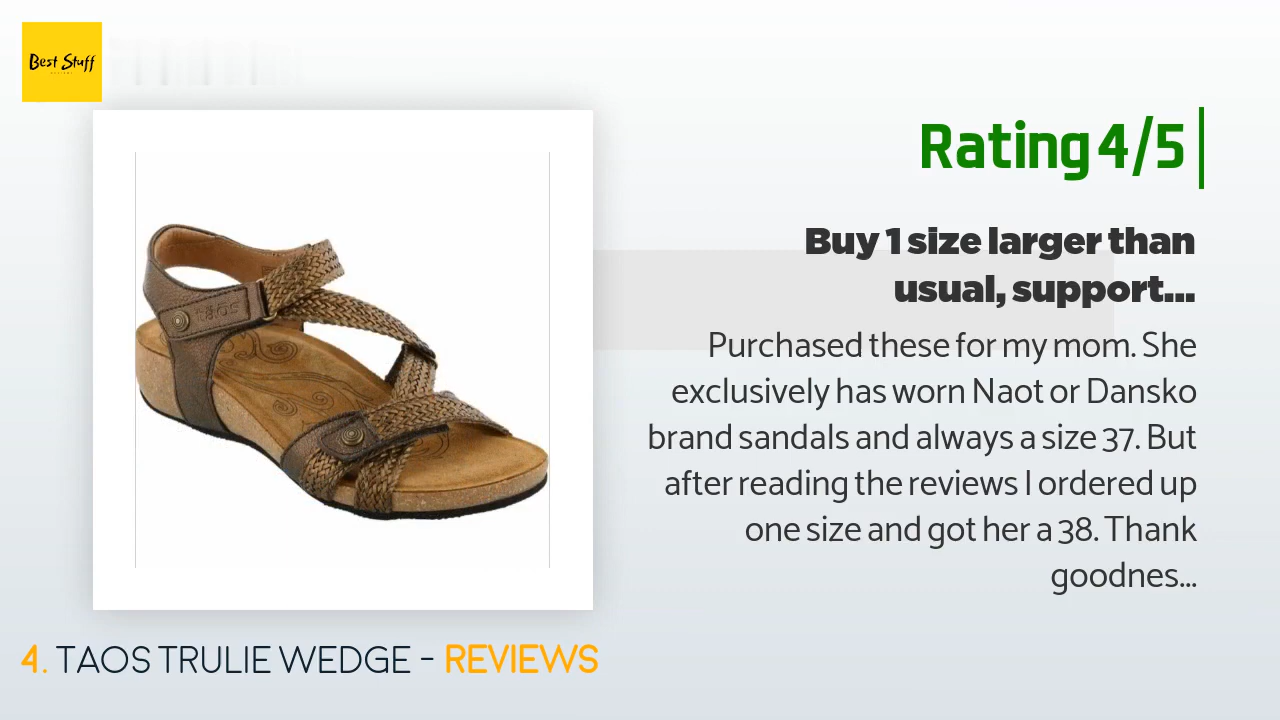 Best Stuff
Rating 4/5
Buy 1 size larger than
usual, support...
Purchased these for my mom. She
exclusively has worn Naot or Dansko
brand sandals and always a size 37. But
after reading the reviews I ordered up
one size and got her a 38. Thank
goodnes...
taos
4. TAOS TRULIE WEDGE - REVIEWS